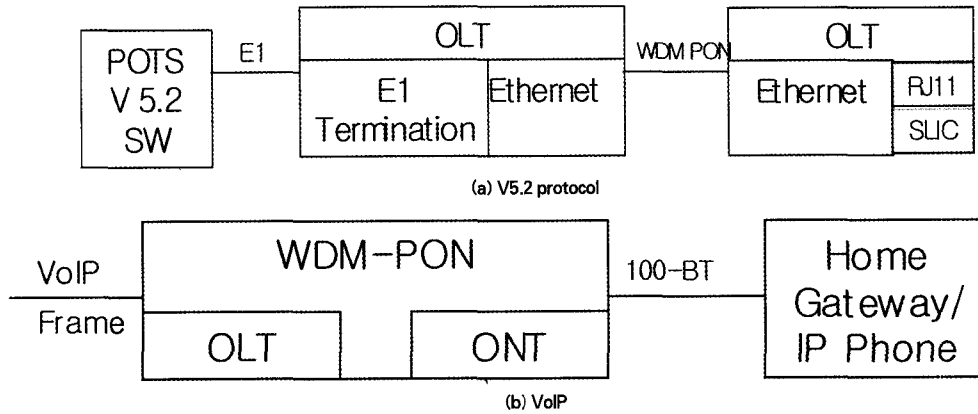 POTS
V 5.2
SW
E1
OLT
E1
Termination
Ethernet
WDM PON
OLT
Ethernet
RJ11
SLIC
(a) V5.2 protocol
VoIP
Frame
WDM-PON
OLT
ONT
100-BT
Home
Gateway/
IP Phone
(b) VoIP